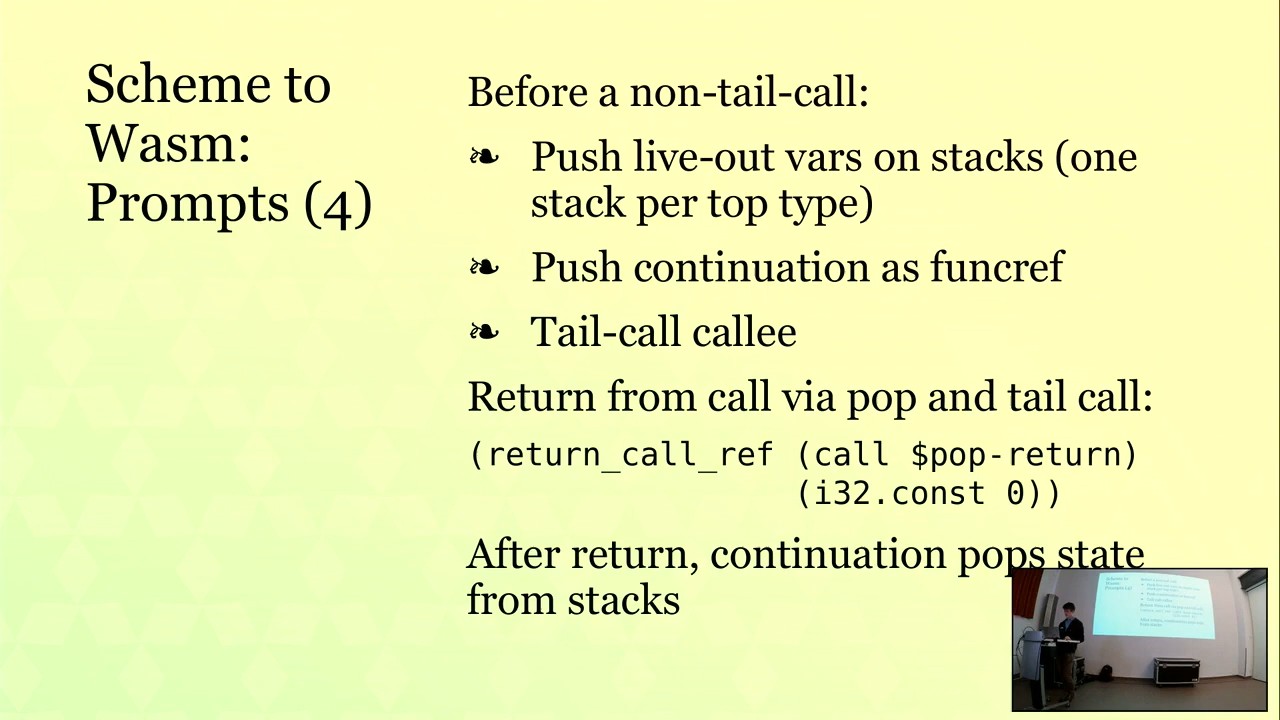 Scheme to
Wasm:
Prompts (4)
Before a non-tail-call:
❧ Push live-out vars on stacks (one
stack per top type)
❧ Push continuation as funcref
❧ Tail-call callee
Return from call via pop and tail call:
(return_call_ref (call $pop-return)
(i32.const 0))
After return, continuation pops state
from stacks